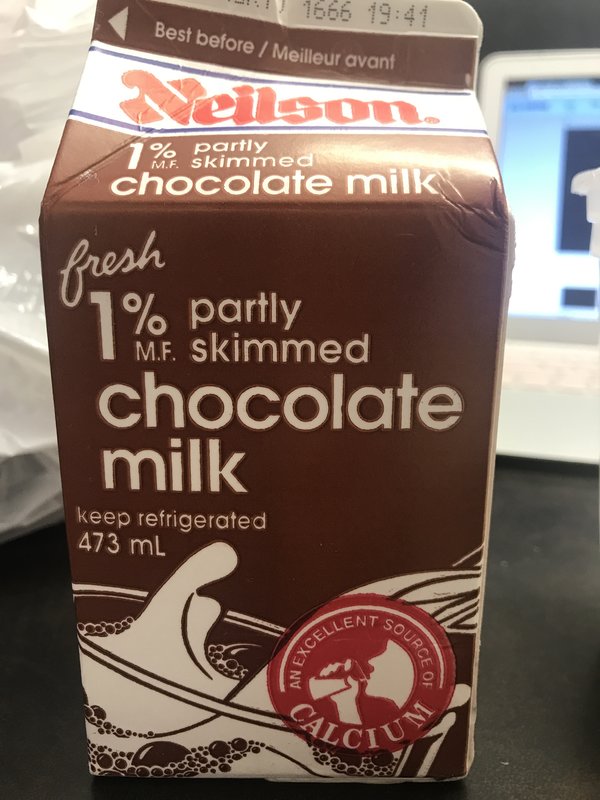 1666 19:41
Best before / Meilleur avant
Neilson
1% partly
M.F. skimmed
chocolate milk
fresh
1% partly
M.F. skimmed
chocolate
milk
keep refrigerated
473 mL
AN EXCELLENT SOURCE OF
CALCIUM